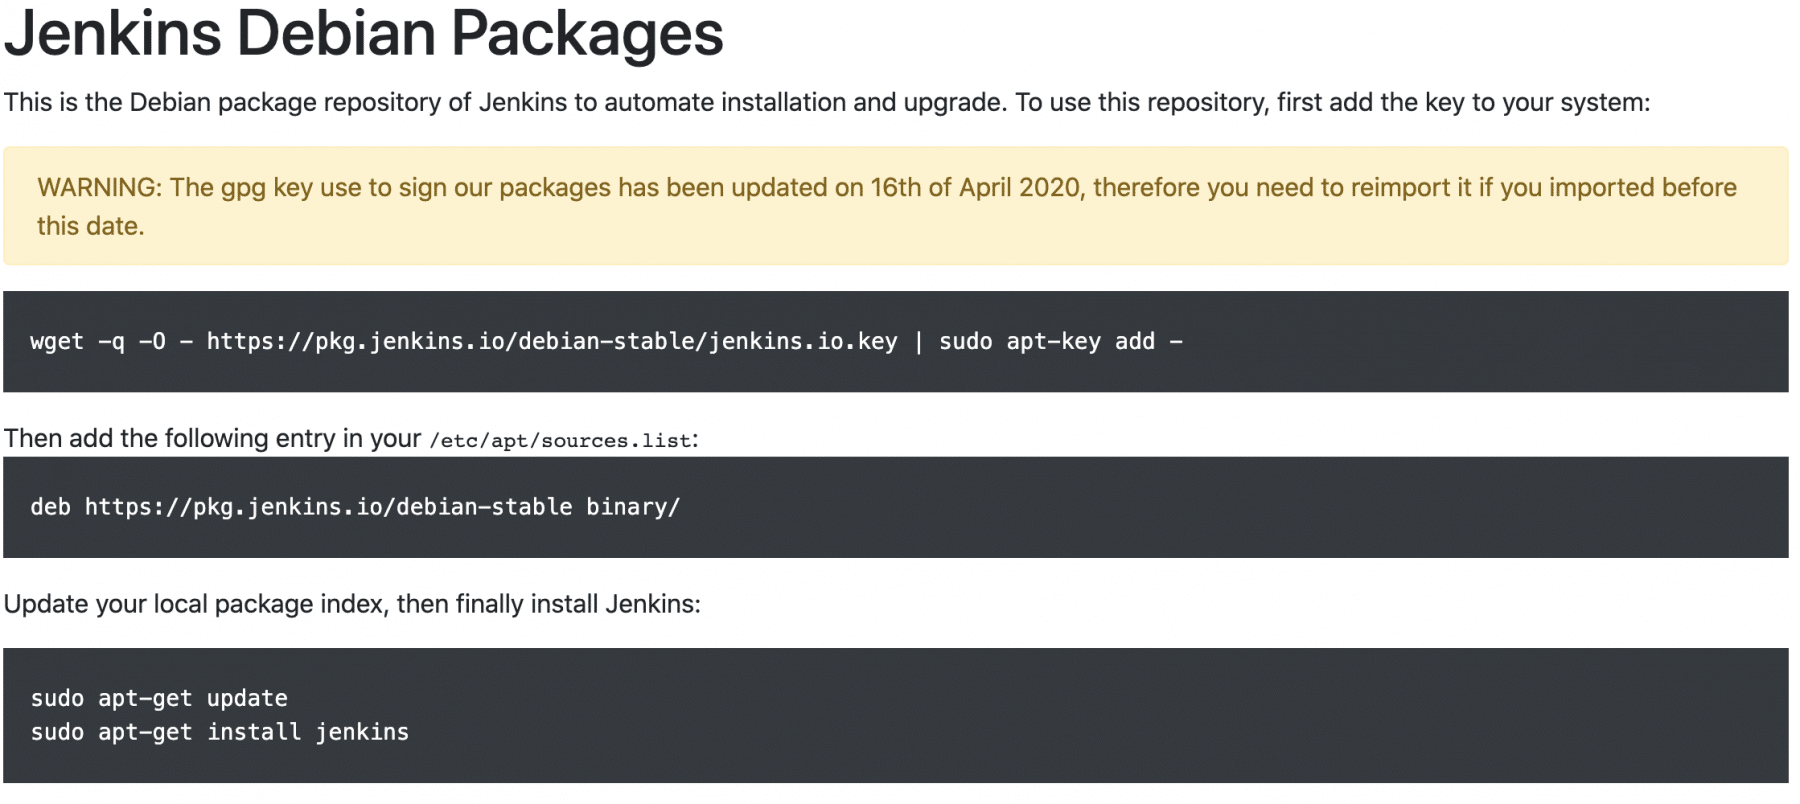 Jenkins Debian Packages
This is the Debian package repository of Jenkins to automate installation and upgrade. To use this repository, first add the key to your system:
WARNING: The gpg key use to sign our packages has been updated on 16th of April 2020, therefore you need to reimport it if you imported before
this date.
wget -q -O - https://pkg.jenkins.io/debian-stable/jenkins.io.key | sudo apt-key add -
Then add the following entry in your /etc/apt/sources.list:
deb https://pkg.jenkins.io/debian-stable binary/
Update your local package index, then finally install Jenkins:
sudo apt-get update
sudo apt-get install jenkins